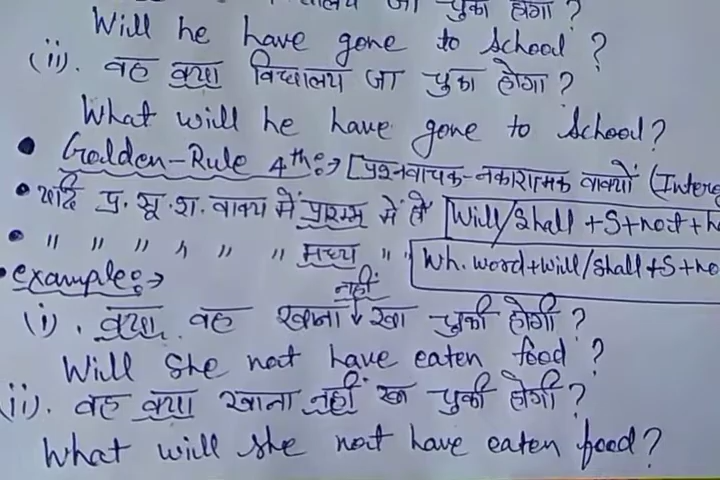 जा चुका होगा ?
Will he have gone to School ?
(ii). वह क्या विद्यालय जा चुका होगा ?
What will he have gone to School?
• Golden-Rule 4th:→ [प्रश्नवाचक-नकारात्मक वाक्यों (Interg
• यदि प्र. सू. श. वाक्य में प्रारम्भ में हो Will/Shall + S + not + h
• " " " " " " मध्य " " Wh. word + will/shall + S + no
• example:→
नहीं
(i). क्या वह खाना ↓ खा चुकी होगी ?
Will She not have eaten food ?
(ii). वह क्या खाना नहीं खा चुकी होगी ?
What will she not have eaten food?